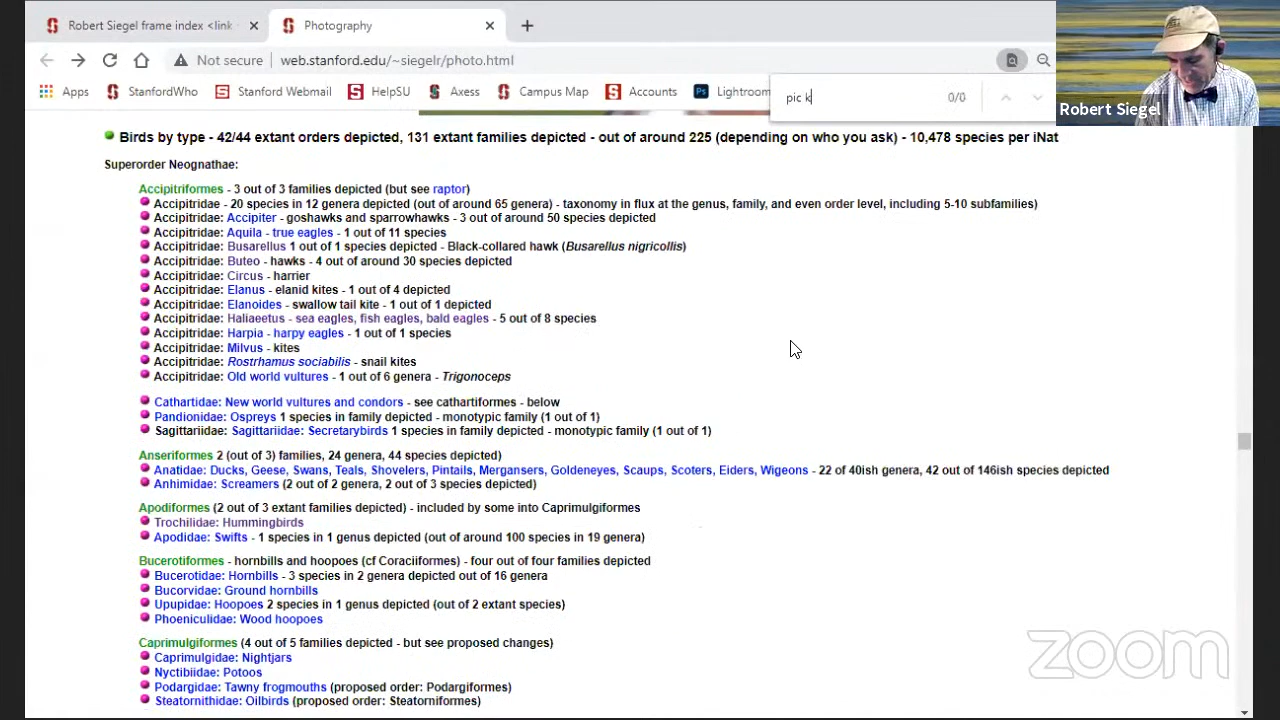 Robert Siegel frame index <link
Photography
Not secure
web.stanford.edu/~siegelr/photo.html
Apps
StanfordWho
Stanford Webmail
HelpSU
Axess
Campus Map
Accounts
Lightroom
pic k
0/0
Robert Siegel
Birds by type - 42/44 extant orders depicted, 131 extant families depicted - out of around 225 (depending on who you ask) - 10,478 species per iNat
Superorder Neognathae:
Accipitriformes - 3 out of 3 families depicted (but see raptor)
Accipitridae - 20 species in 12 genera depicted (out of around 65 genera) - taxonomy in flux at the genus, family, and even order level, including 5-10 subfamilies)
Accipitridae: Accipiter - goshawks and sparrowhawks - 3 out of around 50 species depicted
Accipitridae: Aquila - true eagles - 1 out of 11 species
Accipitridae: Busarellus 1 out of 1 species depicted - Black-collared hawk (Busarellus nigricollis)
Accipitridae: Buteo - hawks - 4 out of around 30 species depicted
Accipitridae: Circus - harrier
Accipitridae: Elanus - elanid kites - 1 out of 4 depicted
Accipitridae: Elanoides - swallow tail kite - 1 out of 1 depicted
Accipitridae: Haliaeetus - sea eagles, fish eagles, bald eagles - 5 out of 8 species
Accipitridae: Harpia - harpy eagles - 1 out of 1 species
Accipitridae: Milvus - kites
Accipitridae: Rostrhamus sociabilis - snail kites
Accipitridae: Old world vultures - 1 out of 6 genera - Trigonoceps
Cathartidae: New world vultures and condors - see cathartiformes - below
Pandionidae: Ospreys 1 species in family depicted - monotypic family (1 out of 1)
Sagittariidae: Sagittariidae: Secretarybirds 1 species in family depicted - monotypic family (1 out of 1)
Anseriformes 2 (out of 3) families, 24 genera, 44 species depicted)
Anatidae: Ducks, Geese, Swans, Teals, Shovelers, Pintails, Mergansers, Goldeneyes, Scaups, Scoters, Eiders, Wigeons - 22 of 40ish genera, 42 out of 146ish species depicted
Anhimidae: Screamers (2 out of 2 genera, 2 out of 3 species depicted)
Apodiformes (2 out of 3 extant families depicted) - included by some into Caprimulgiformes
Trochilidae: Hummingbirds
Apodidae: Swifts - 1 species in 1 genus depicted (out of around 100 species in 19 genera)
Bucerotiformes - hornbills and hoopoes (cf Coraciiformes) - four out of four families depicted
Bucerotidae: Hornbills - 3 species in 2 genera depicted out of 16 genera
Bucorvidae: Ground hornbills
Upupidae: Hoopoes 2 species in 1 genus depicted (out of 2 extant species)
Phoeniculidae: Wood hoopoes
Caprimulgiformes (4 out of 5 families depicted - but see proposed changes)
Caprimulgidae: Nightjars
Nyctibiidae: Potoos
Podargidae: Tawny frogmouths (proposed order: Podargiformes)
Steatornithidae: Oilbirds (proposed order: Steatorniformes)
zoom